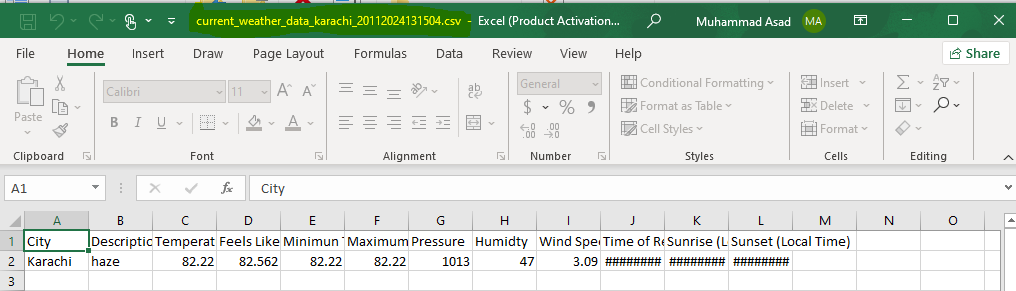 current_weather_data_karachi_20112024131504.csv - Excel (Product Activation... Muhammad Asad MA
File Home Insert Draw Page Layout Formulas Data Review View Help Share
Calibri 11 A A ab General Conditional Formatting Insert Σ
Paste B I U A $ % Format as Table Delete
Cell Styles Format
Clipboard Font Alignment Number Styles Cells Editing
A1 fx City
A B C D E F G H I J K L M N O
1 City Descriptio Temperat Feels Like Minimun T Maximum Pressure Humidty Wind Spee Time of Re Sunrise (L Sunset (Local Time)
2 Karachi haze 82.22 82.562 82.22 82.22 1013 47 3.09 ######## ######## ########
3